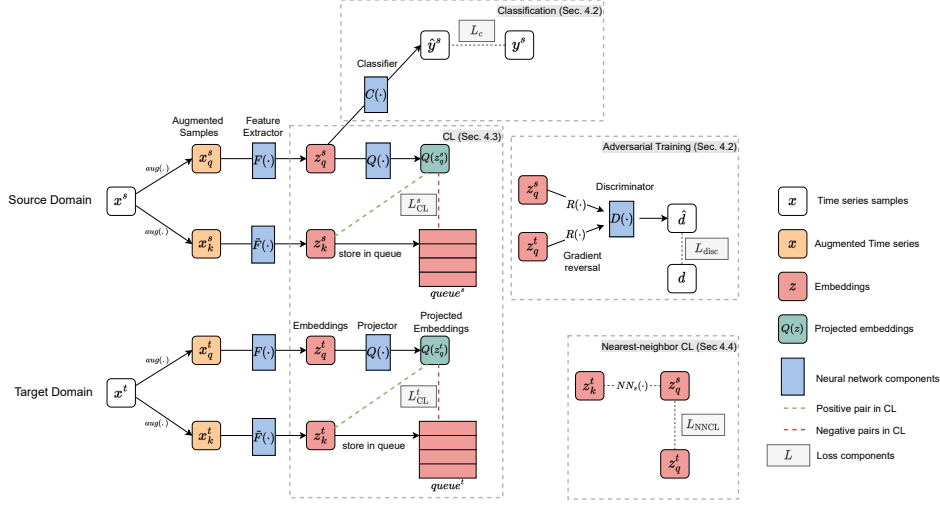 Classification (Sec. 4.2)
ŷ^s
L_c
y^s
Classifier
C(·)
Augmented
Samples
Feature
Extractor
CL (Sec. 4.3)
Source Domain
x^s
aug(.)
x_q^s
F(·)
z_q^s
Q(·)
Q(z_q^s)
L_CL^s
aug(.)
x_k^s
F̃(·)
z_k^s
store in queue
queue^s
Embeddings
Projector
Projected
Embeddings
Target Domain
x^t
aug(.)
x_q^t
F(·)
z_q^t
Q(·)
Q(z_q^t)
L_CL^t
aug(.)
x_k^t
F̃(·)
z_k^t
store in queue
queue^t
Adversarial Training (Sec. 4.2)
z_q^s
R(·)
Discriminator
D(·)
d̂
z_q^t
R(·)
Gradient
reversal
L_disc
d
Nearest-neighbor CL (Sec 4.4)
z_k^t
NN_s(·)
z_q^s
L_NNCL
z_q^t
x
Time series samples
x
Augmented Time series
z
Embeddings
Q(z)
Projected embeddings
Neural network components
Positive pair in CL
Negative pairs in CL
L
Loss components